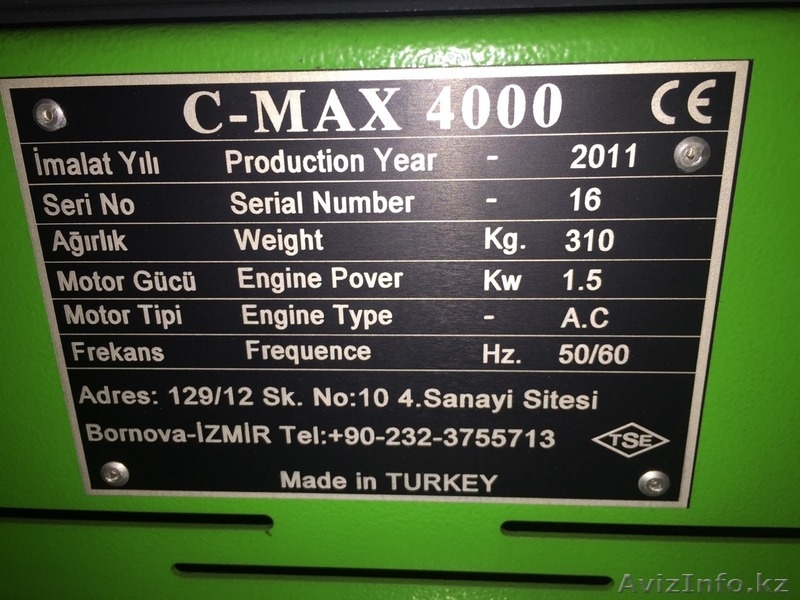 C-MAX 4000 CE
İmalat Yılı Production Year - 2011
Seri No Serial Number - 16
Ağırlık Weight Kg. 310
Motor Gücü Engine Pover Kw 1.5
Motor Tipi Engine Type - A.C
Frekans Frequence Hz. 50/60
Adres: 129/12 Sk. No:10 4.Sanayi Sitesi
Bornova-İZMİR Tel:+90-232-3755713 TSE
Made in TURKEY
AvizInfo.kz